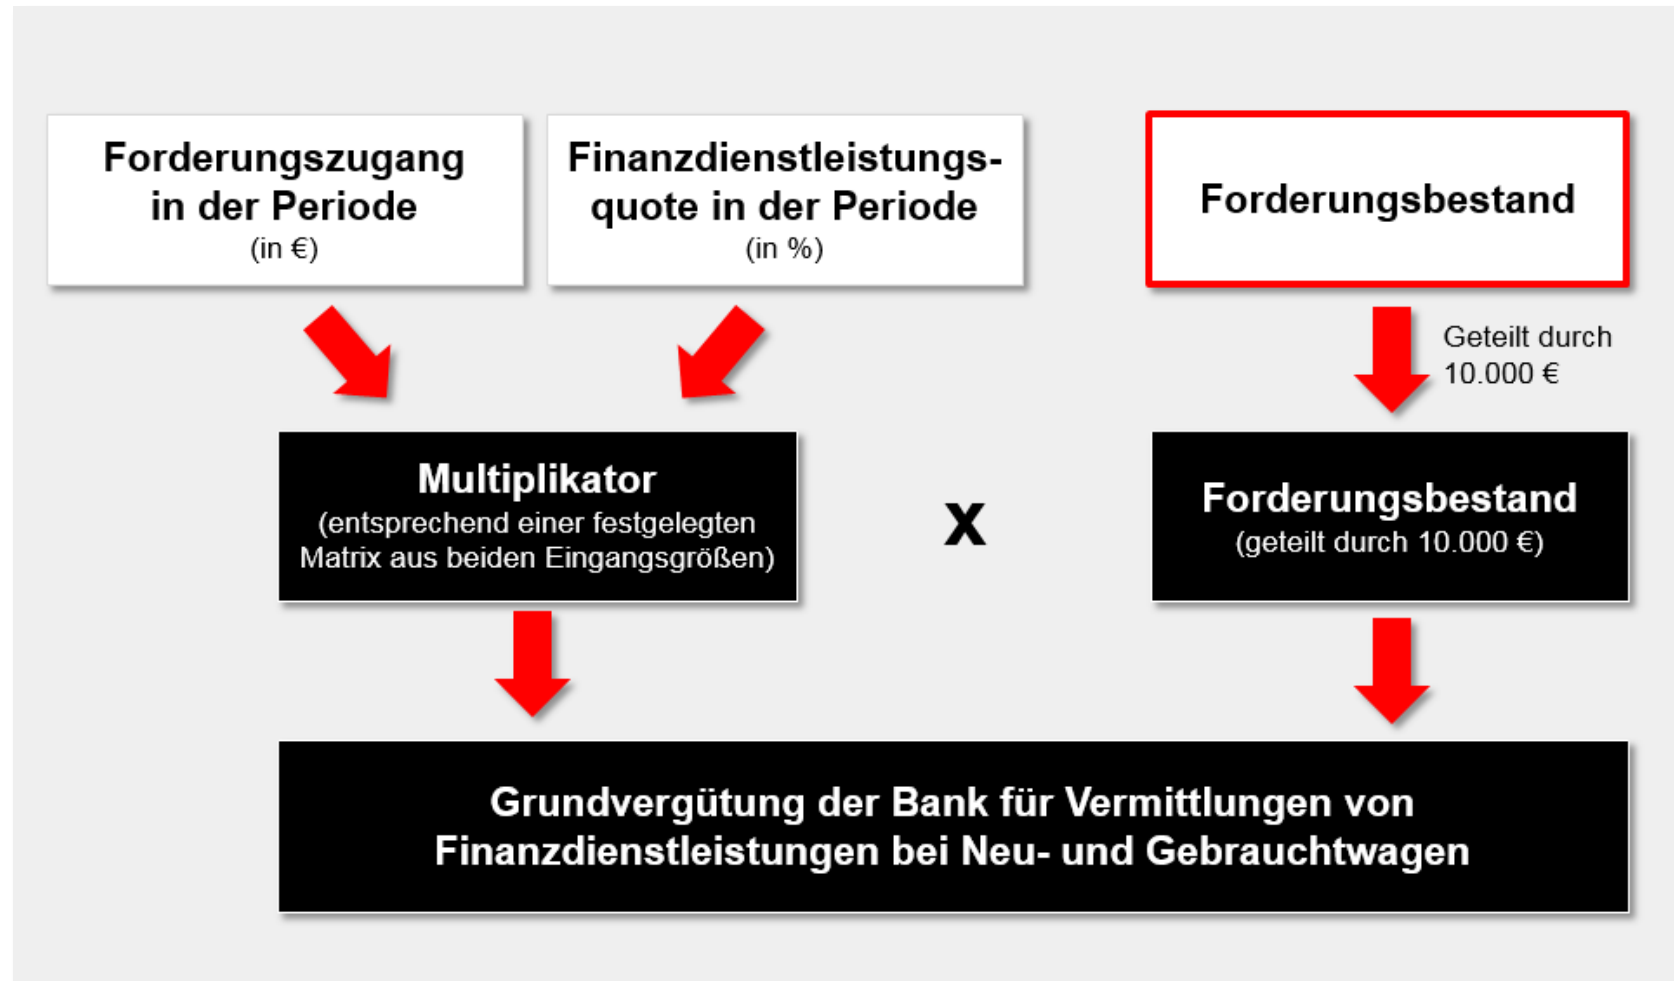 Forderungszugang
in der Periode
(in €)
Finanzdienstleistungs-
quote in der Periode
(in %)
Forderungsbestand
Geteilt durch
10.000 €
Multiplikator
(entsprechend einer festgelegten
Matrix aus beiden Eingangsgrößen)
x
Forderungsbestand
(geteilt durch 10.000 €)
Grundvergütung der Bank für Vermittlungen von
Finanzdienstleistungen bei Neu- und Gebrauchtwagen